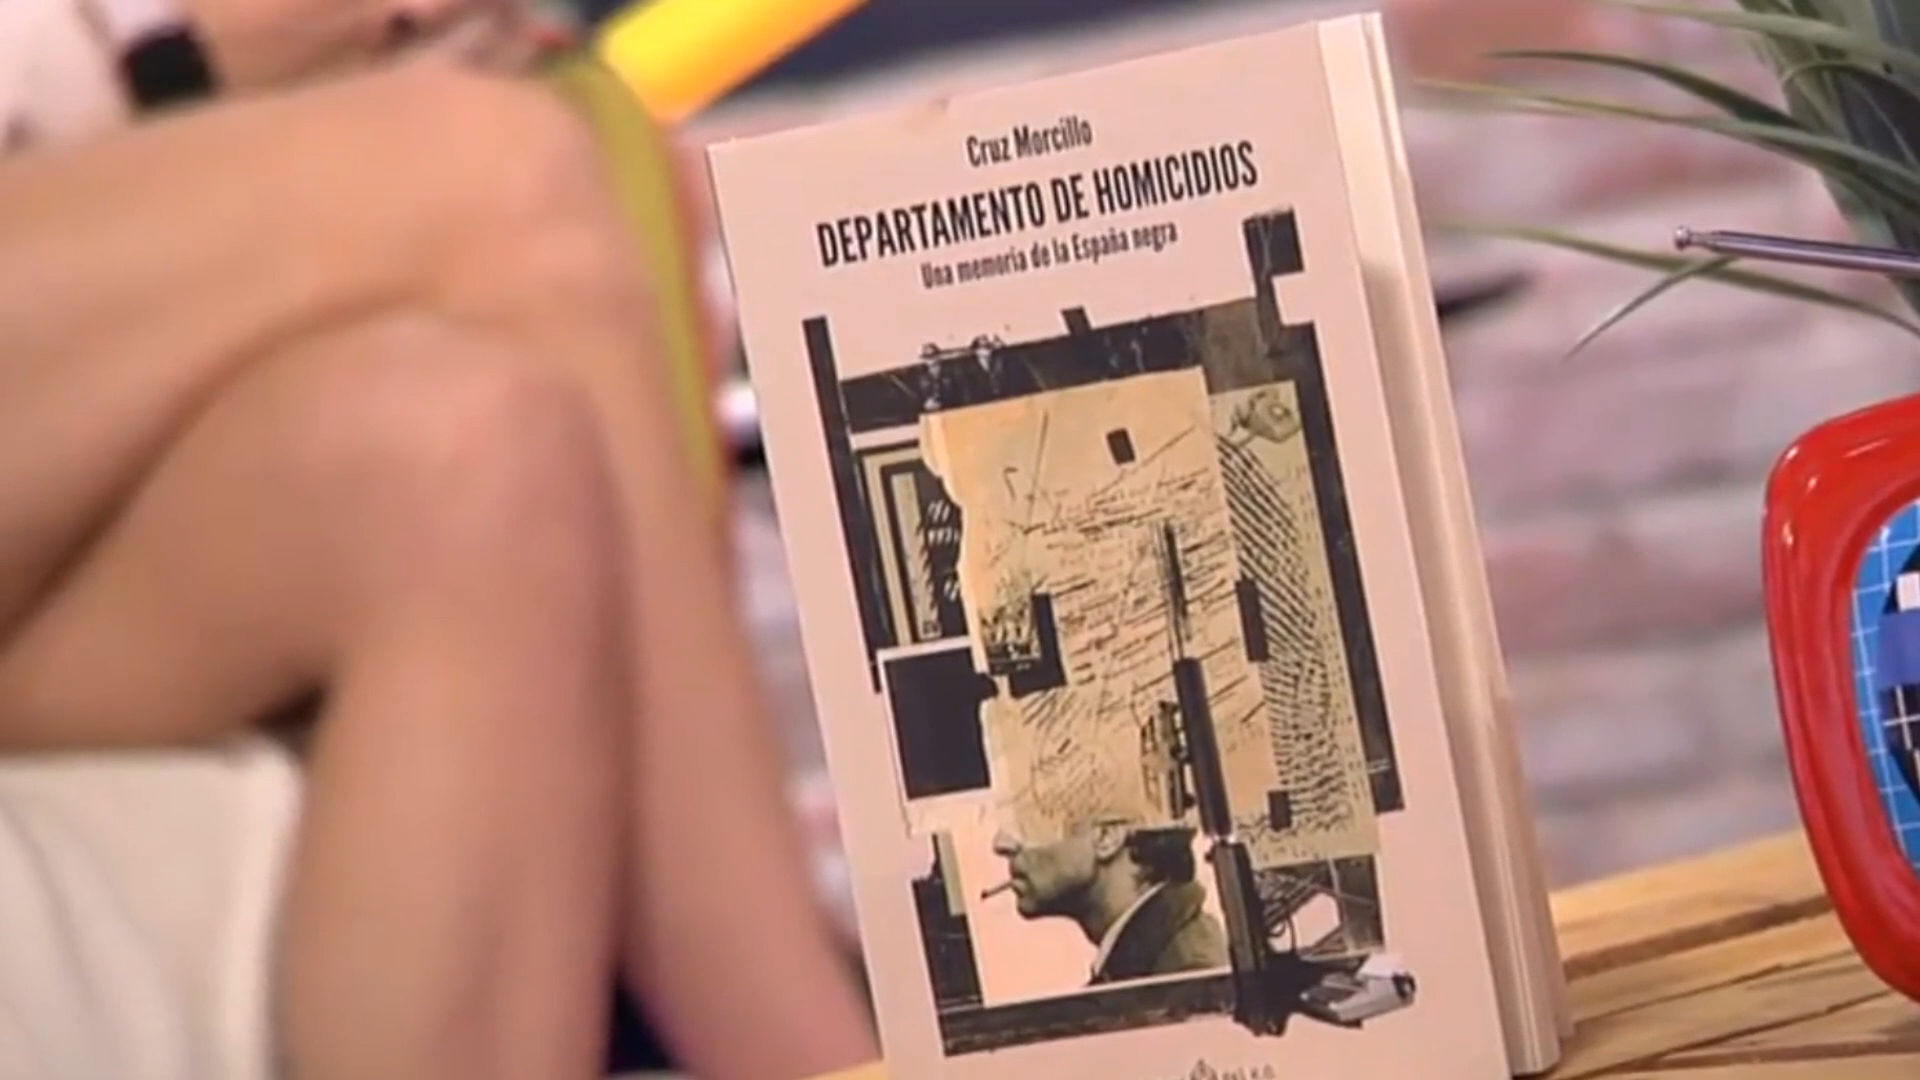 Cruz Morcillo
DEPARTAMENTO DE HOMICIDIOS
Una memoria de la España negra